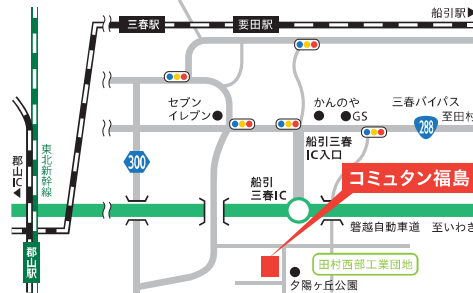 船引駅▶
三春駅
要田駅
セブン
イレブン
かんのや
GS
三春バイパス
至田村
288
船引三春
IC入口
300
郡山IC
東北新幹線
船引
三春IC
コミュタン福島
磐越自動車道
至いわき
郡山駅
田村西部工業団地
夕陽ヶ丘公園